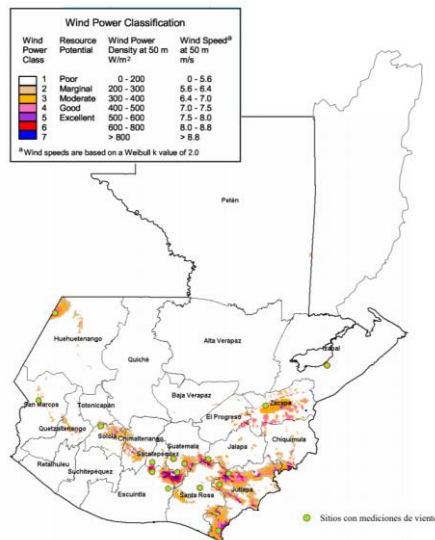 Wind Power Classification
Wind Power Class Resource Potential Wind Power Density at 50 m W/m² Wind Speedᵃ at 50 m m/s
1 Poor 0 - 200 0 - 5.6
2 Marginal 200 - 300 5.6 - 6.4
3 Moderate 300 - 400 6.4 - 7.0
4 Good 400 - 500 7.0 - 7.5
5 Excellent 500 - 600 7.5 - 8.0
6 600 - 800 8.0 - 8.8
7 > 800 > 8.8
ᵃ Wind speeds are based on a Weibull k value of 2.0
Petén
Huehuetenango
Quiché
Alta Verapaz
Izabal
Baja Verapaz
San Marcos
Totonicapán
El Progreso
Zacapa
Quetzaltenango
Sololá
Chimaltenango
Guatemala
Jalapa
Chiquimula
Retalhuleu
Suchitepéquez
Sacatepéquez
Escuintla
Santa Rosa
Jutiapa
Sitios con mediciones de viento